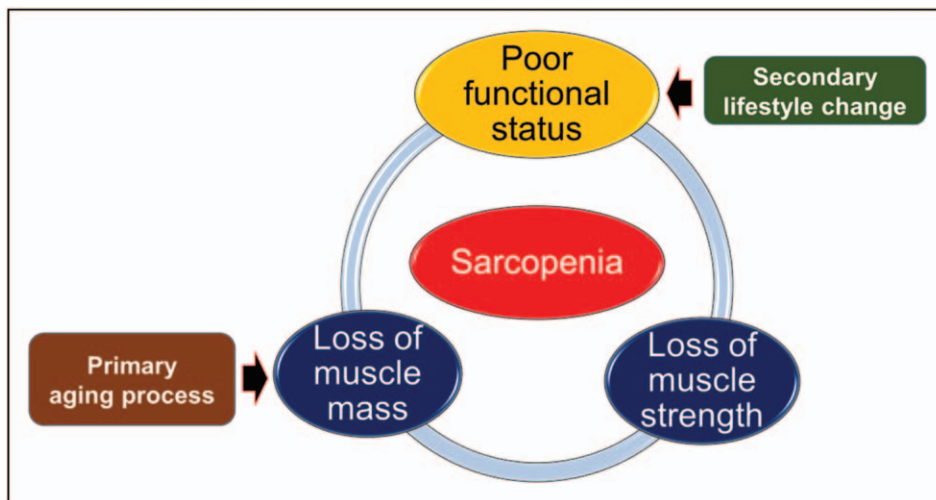 Poor
functional
status
Secondary
lifestyle change
Sarcopenia
Primary
aging process
Loss of
muscle
mass
Loss of
muscle
strength